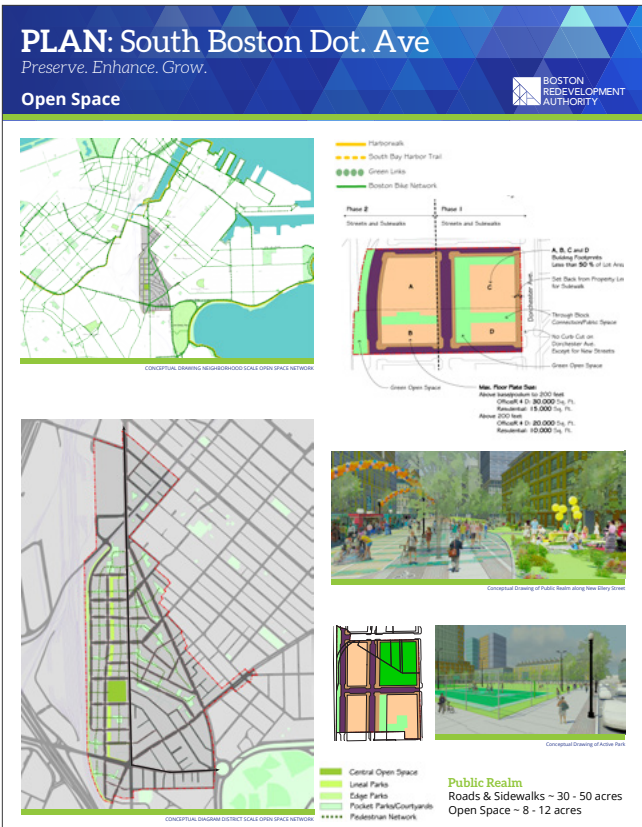 PLAN: South Boston Dot. Ave
Preserve. Enhance. Grow.
Open Space
BOSTON
REDEVELOPMENT
AUTHORITY
Harborwalk
South Bay Harbor Trail
Green Links
Boston Bike Network
Phase 2
Phase 1
Streets and Sidewalks
Streets and Sidewalks
A, B, C and D
Building Footprints
Less than 50 % of Lot Area
Set Back from Property Lin
for Sidewalk
Dorchester Ave.
Through Block
Connection/Public Space
No Curb Cut on
Dorchester Ave.
Except for New Streets
Green Open Space
A
B
C
D
Green Open Space
Max. Floor Plate Size:
Above base/podium to 200 feet
Office/R & D: 30,000 Sq. Ft.
Residential: 15,000 Sq. Ft.
Above 200 feet
Office/R & D: 20,000 Sq. Ft.
Residential: 10,000 Sq. Ft.
CONCEPTUAL DRAWING NEIGHBORHOOD SCALE OPEN SPACE NETWORK
Conceptual Drawing of Public Realm along New Ellery Street
Conceptual Drawing of Active Park
Central Open Space
Lineal Parks
Edge Parks
Pocket Parks/Courtyards
Pedestrian Network
Public Realm
Roads & Sidewalks ~ 30 - 50 acres
Open Space ~ 8 - 12 acres
CONCEPTUAL DIAGRAM DISTRICT SCALE OPEN SPACE NETWORK